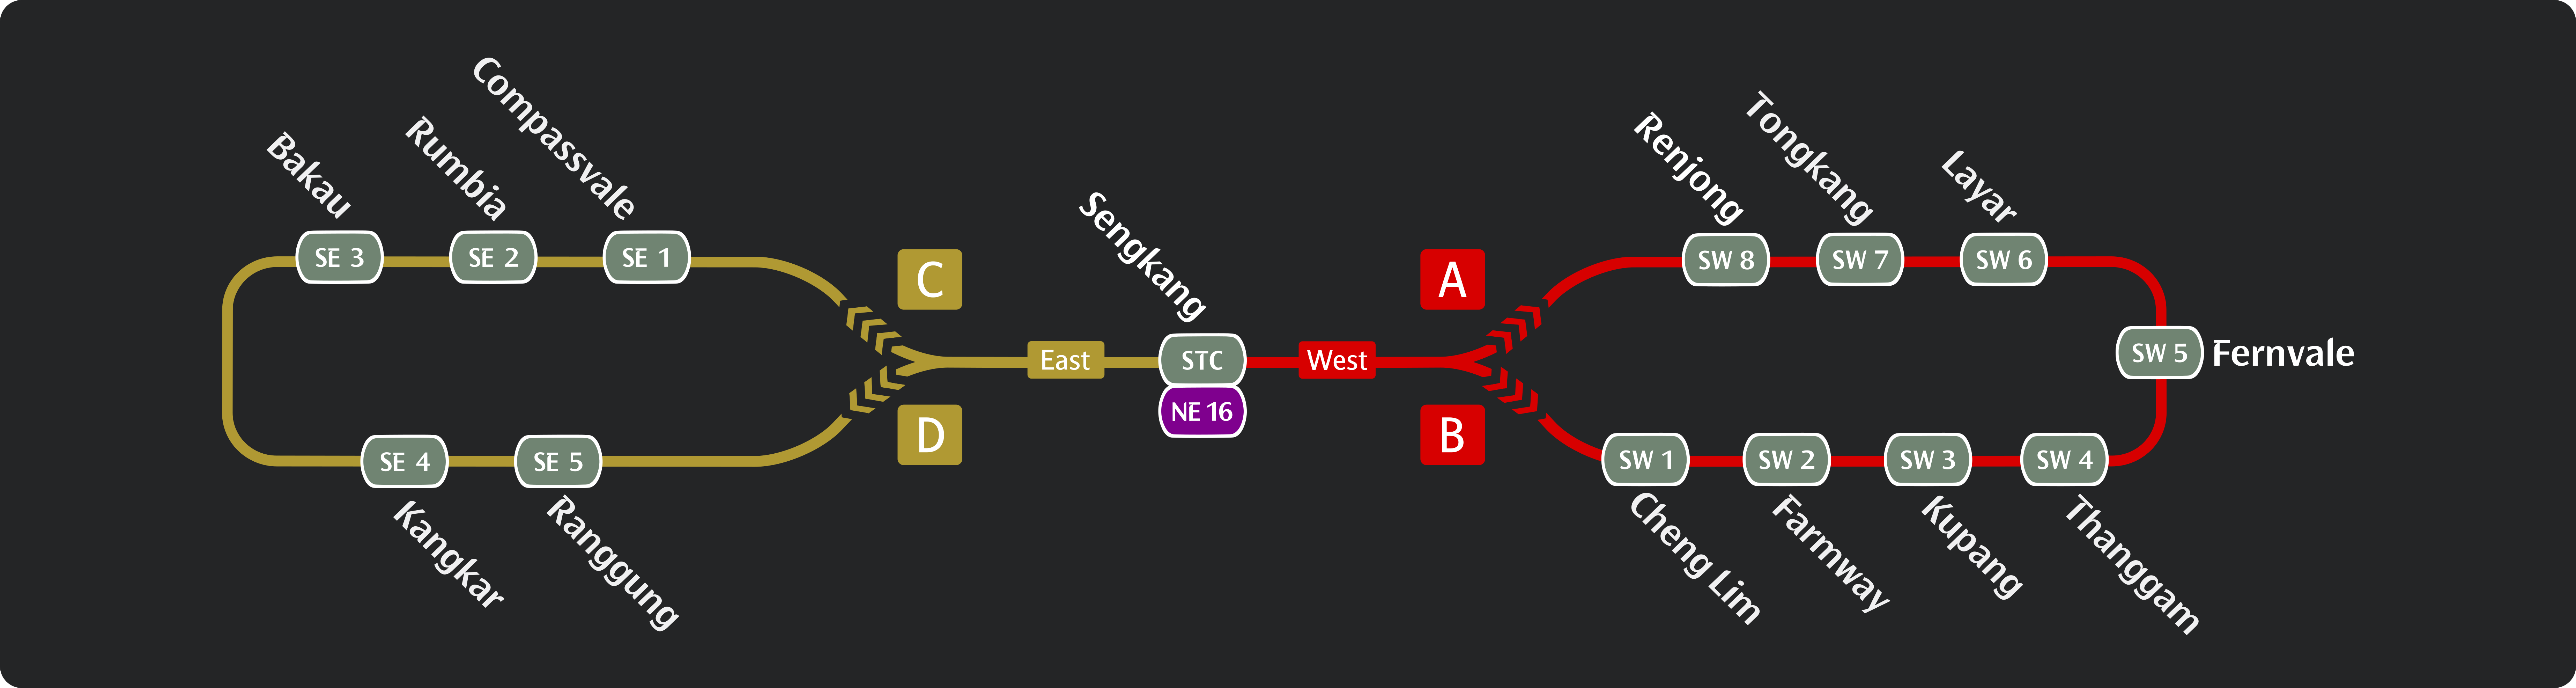 Bakau
Rumbia
Compassvale
SE 3
SE 2
SE 1
C
D
East
SE 4
SE 5
Kangkar
Ranggung
Sengkang
STC
NE 16
West
A
B
Renjong
Tongkang
Layar
SW 8
SW 7
SW 6
SW 5
Fernvale
SW 1
SW 2
SW 3
SW 4
Cheng Lim
Farmway
Kupang
Thanggam